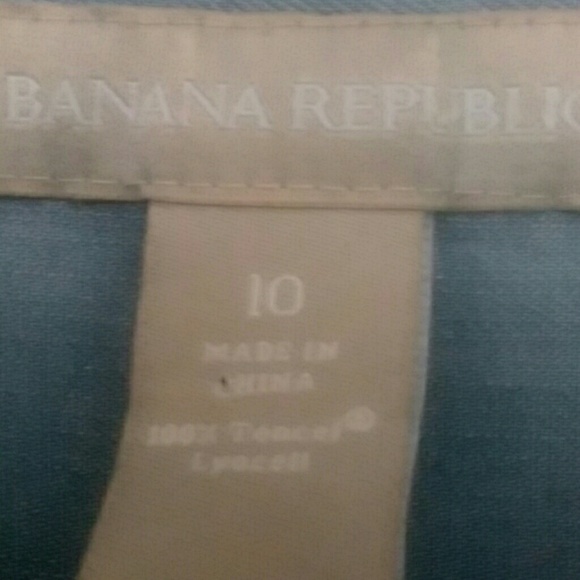 BANANA REPUBLIC
10
MADE IN
CHINA
100% Tencel®
Lyocell